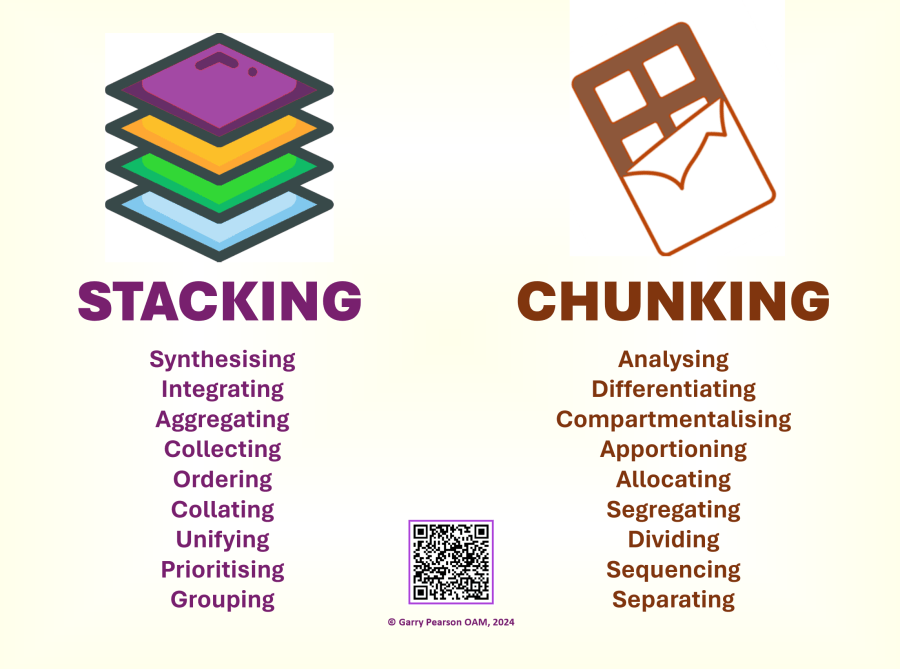 STACKING
Synthesising
Integrating
Aggregating
Collecting
Ordering
Collating
Unifying
Prioritising
Grouping
CHUNKING
Analysing
Differentiating
Compartmentalising
Apportioning
Allocating
Segregating
Dividing
Sequencing
Separating
© Garry Pearson OAM, 2024